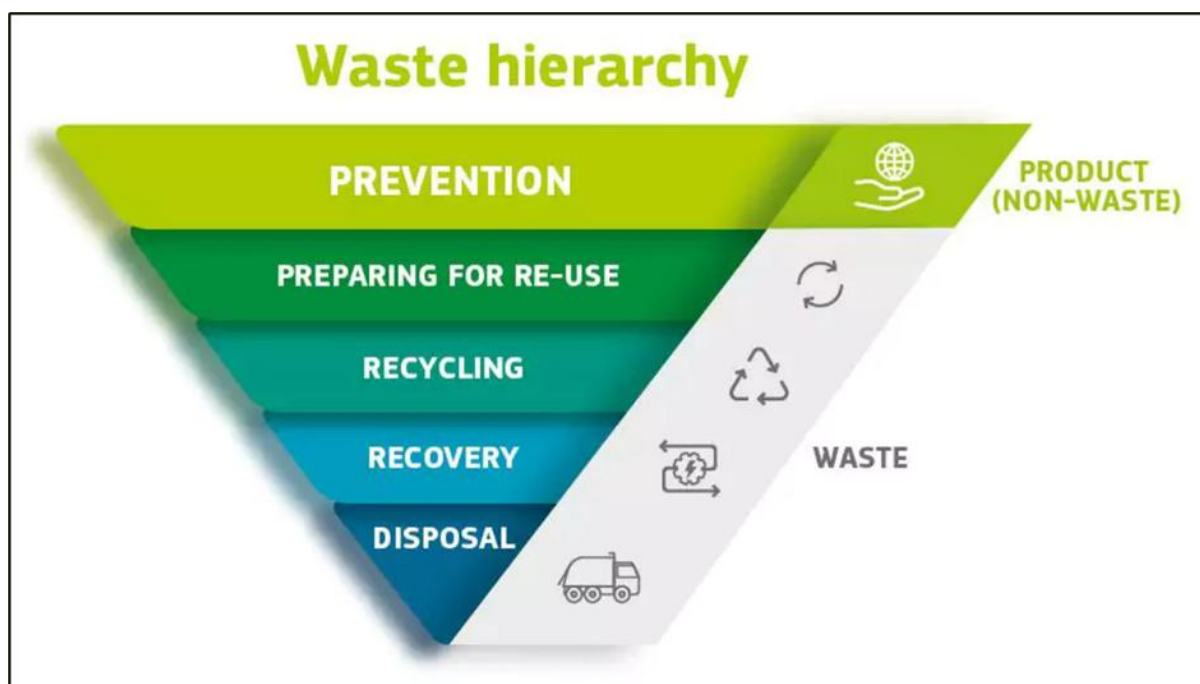 Waste hierarchy
PREVENTION
PRODUCT
(NON-WASTE)
PREPARING FOR RE-USE
RECYCLING
RECOVERY
WASTE
DISPOSAL